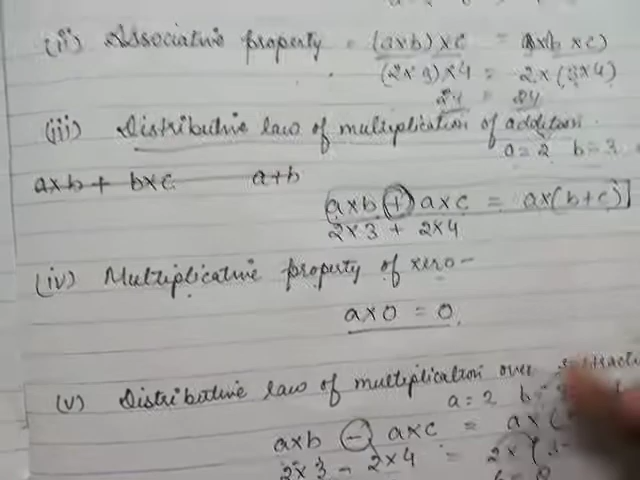 (ii) Associative property = (a×b)×c = a×(b×c)
(2×3)×4 = 2×(3×4)
24 = 24
(iii) Distributive law of multiplication of addition.
a=2 b=3
a×b + b×c a+b
a×b + a×c = a×(b+c)]
2×3 + 2×4
(iv) Multiplicative property of zero –
a×0 = 0.
(v) Distributive law of multiplication over
a=2 b=
a×b – a×c = a×(
2×3 – 2×4 = 2×(